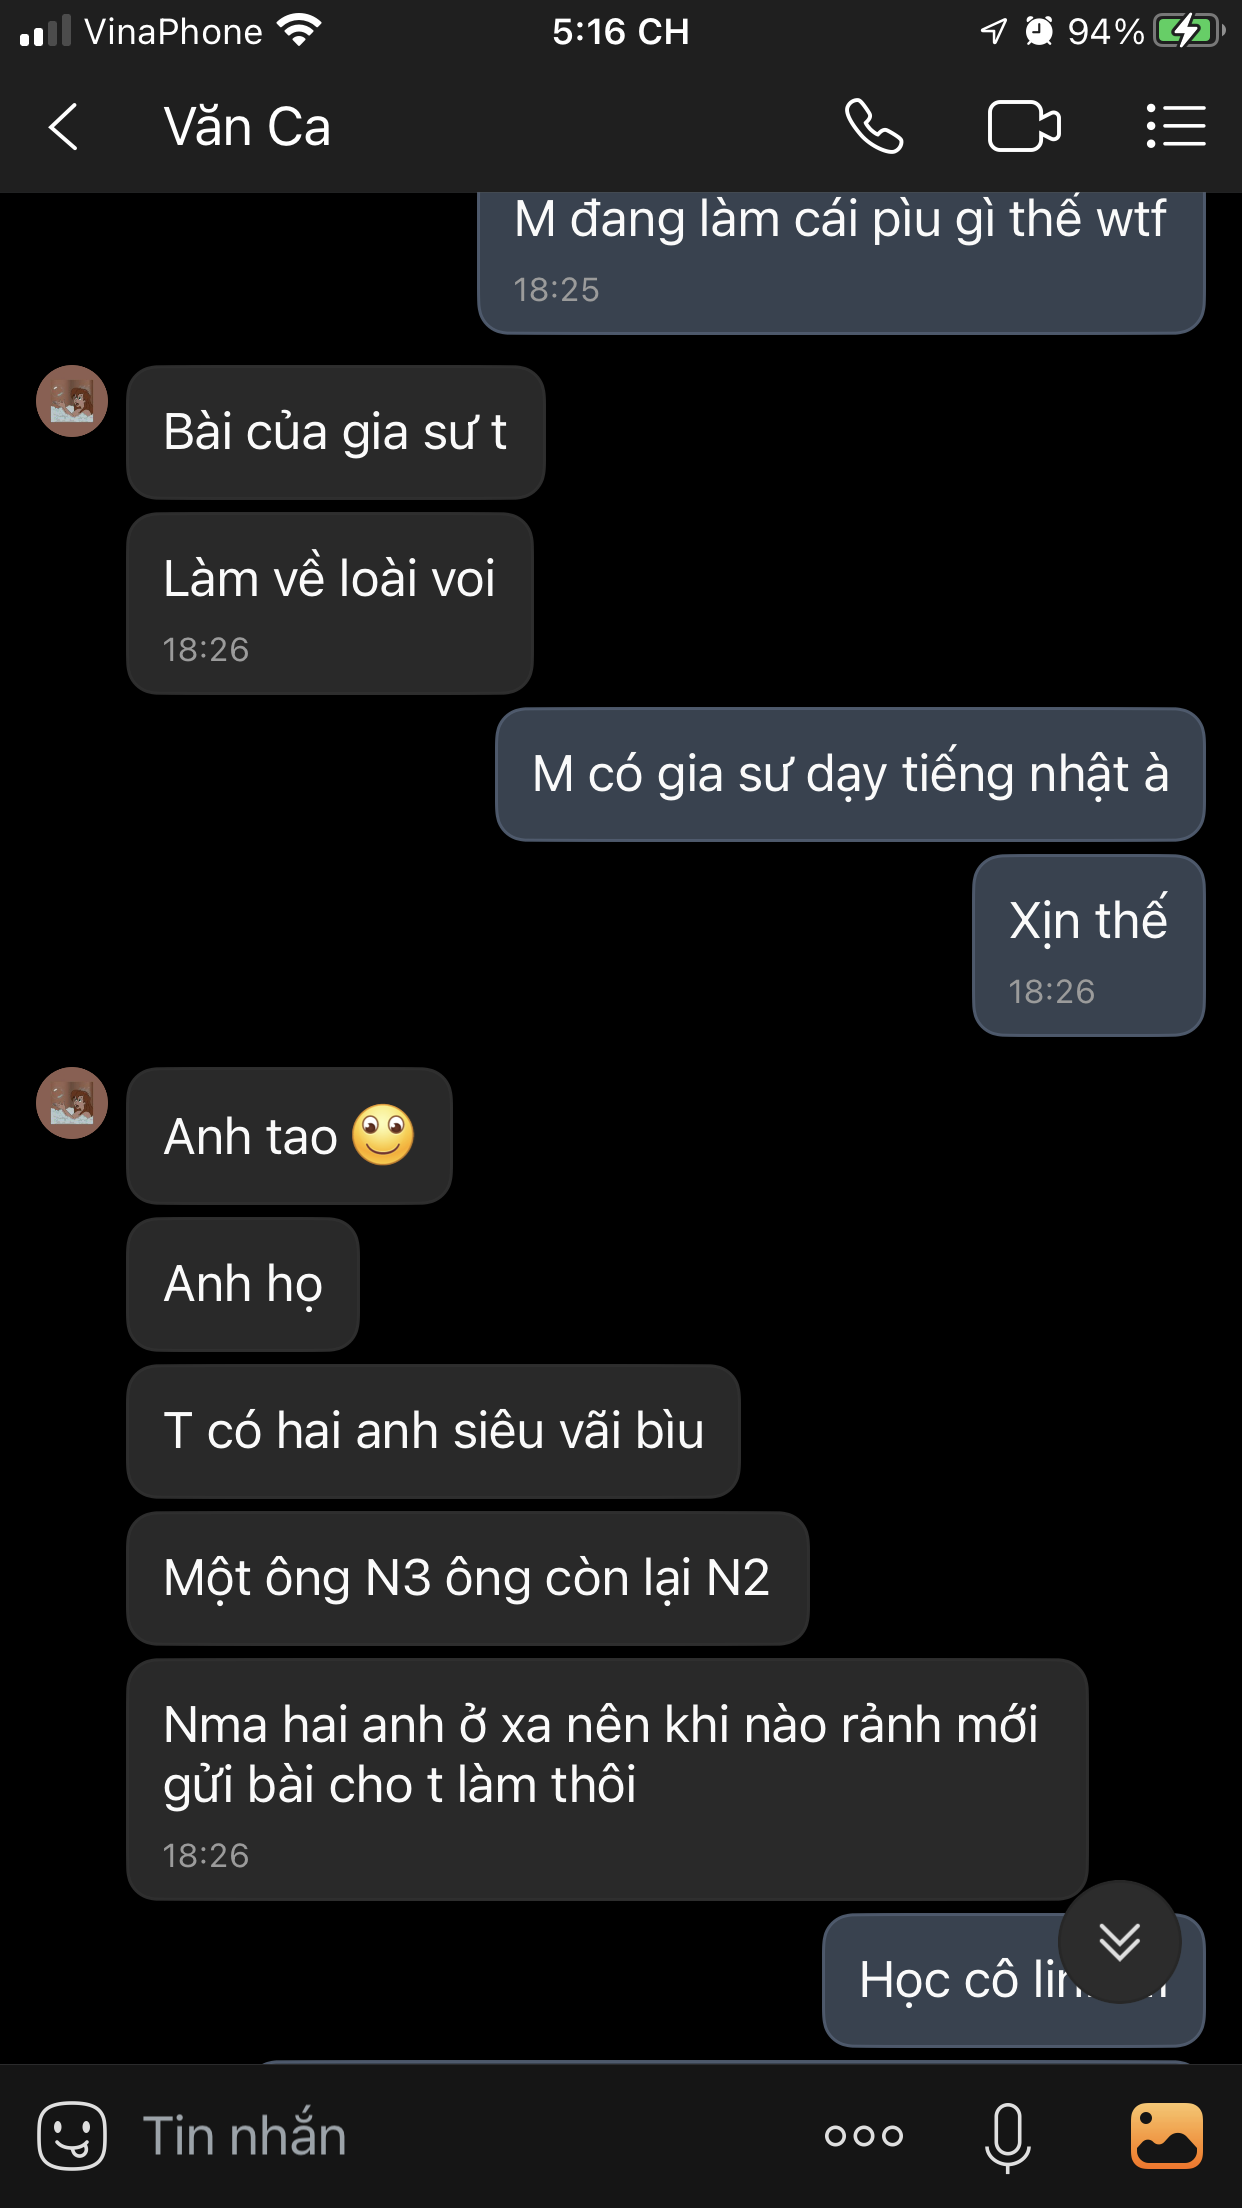 VinaPhone 5:16 CH 94%
Văn Ca
M đang làm cái pìu gì thế wtf
18:25
Bài của gia sư t
Làm về loài voi
18:26
M có gia sư dạy tiếng nhật à
Xịn thế
18:26
Anh tao 🙄
Anh họ
T có hai anh siêu vãi bìu
Một ông N3 ông còn lại N2
Nma hai anh ở xa nên khi nào rảnh mới
gửi bài cho t làm thôi
18:26
Học cô
Tin nhắn